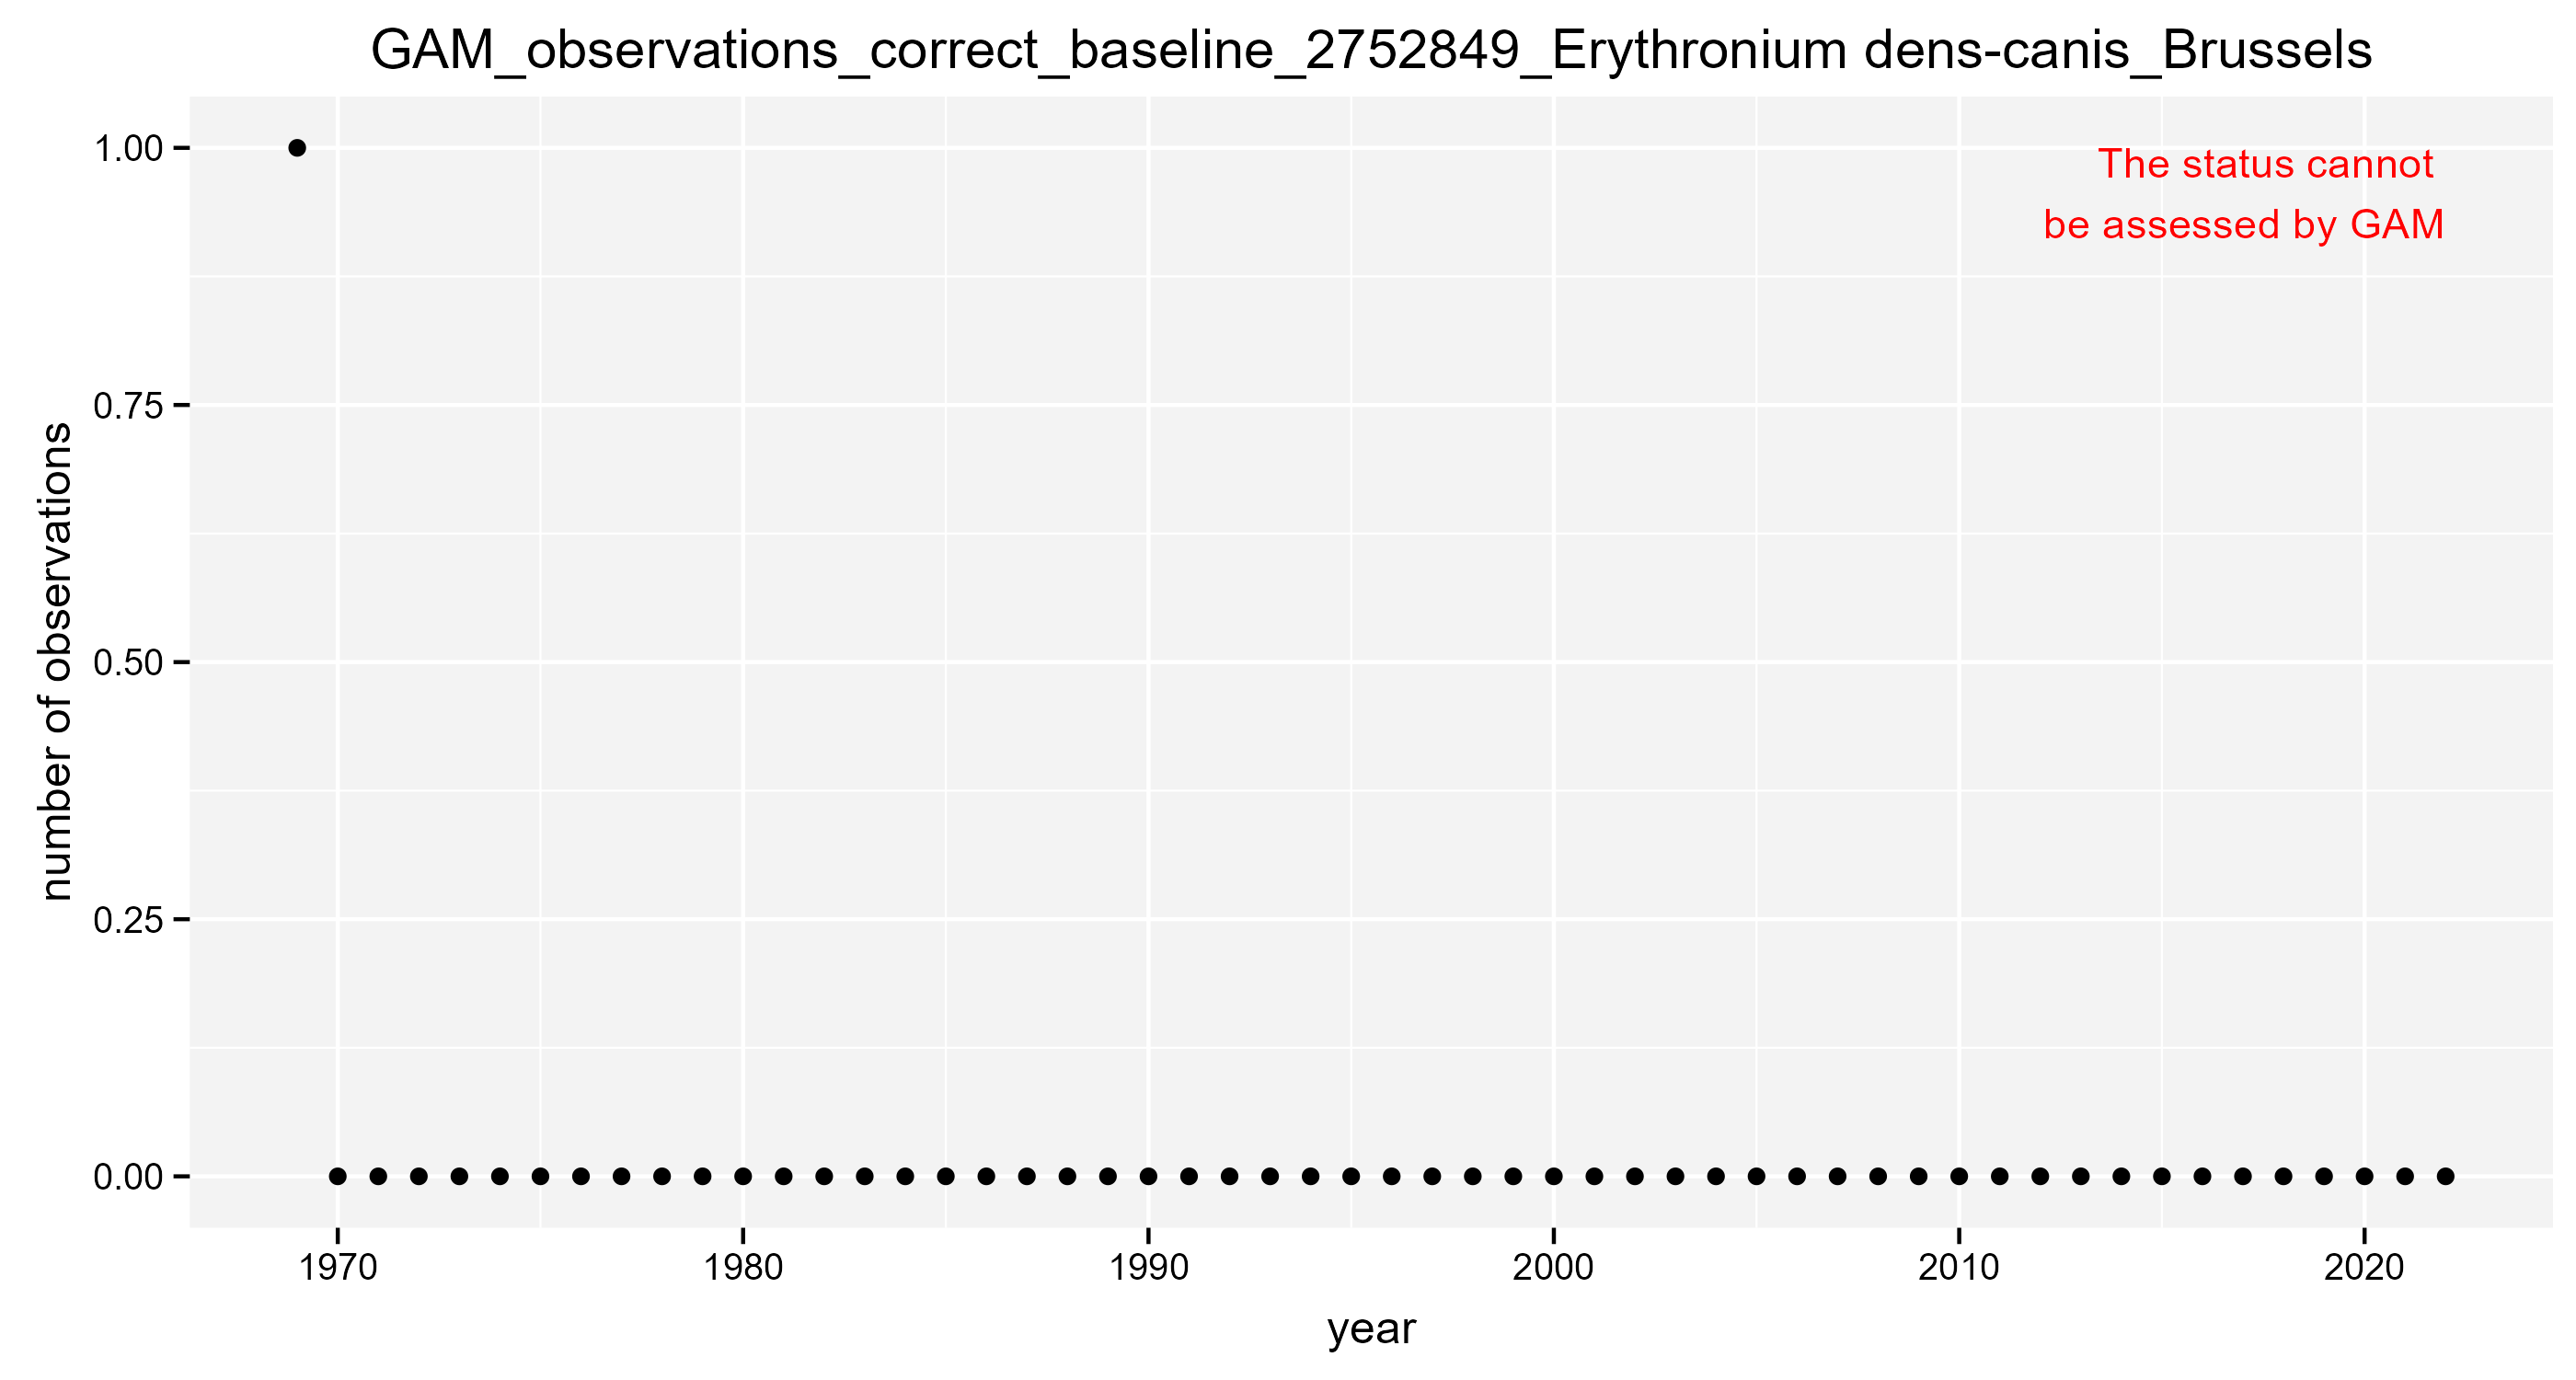 GAM_observations_correct_baseline_2752849_Erythronium dens-canis_Brussels
The status cannot
be assessed by GAM
number of observations
1.00
0.75
0.50
0.25
0.00
1970 1980 1990 2000 2010 2020
year